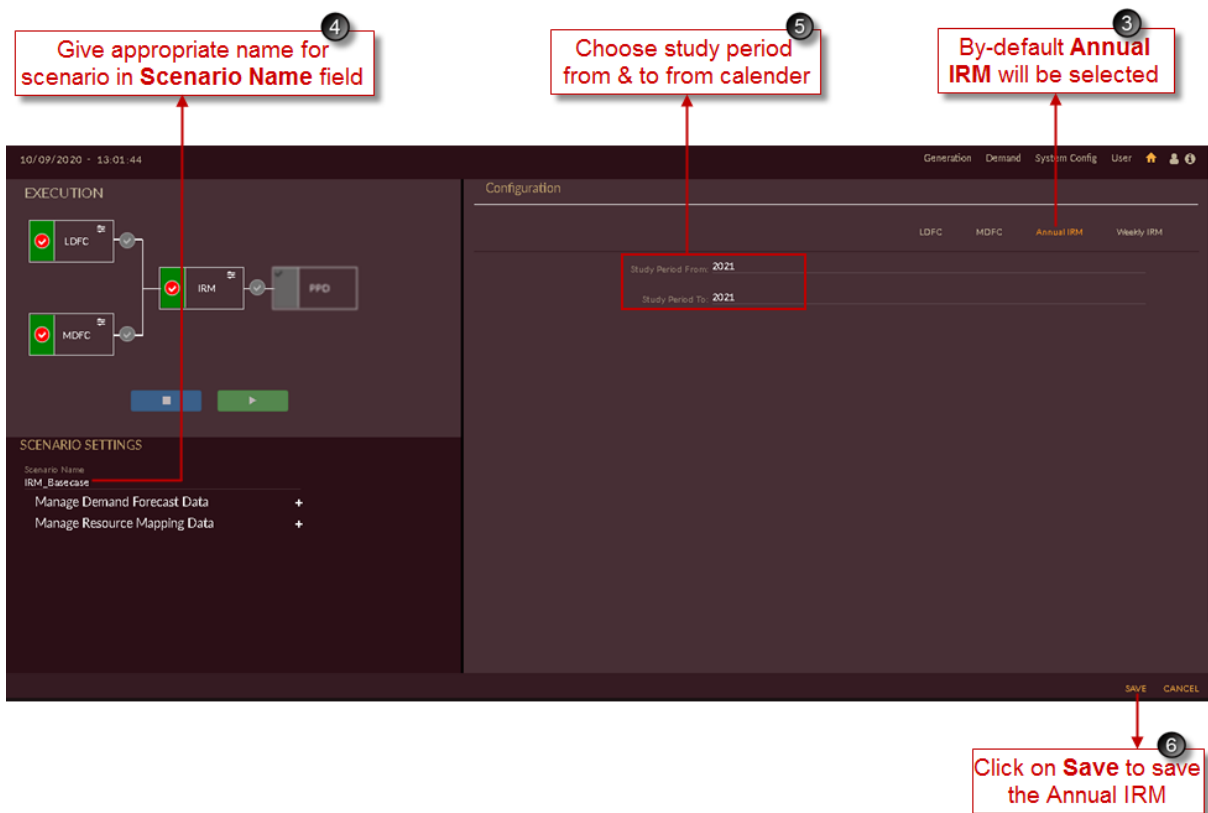 4
Give appropriate name for
scenario in Scenario Name field
5
Choose study period
from & to from calender
3
By-default Annual
IRM will be selected
10/09/2020 - 13:01:44
Generation Demand System Config User
EXECUTION
Configuration
LDFC MDFC Annual IRM Weekly IRM
LDFC
IRM
PPD
MDFC
Study Period From: 2021
Study Period To: 2021
SCENARIO SETTINGS
Scenario Name
IRM_Basecase
Manage Demand Forecast Data +
Manage Resource Mapping Data +
SAVE CANCEL
6
Click on Save to save
the Annual IRM